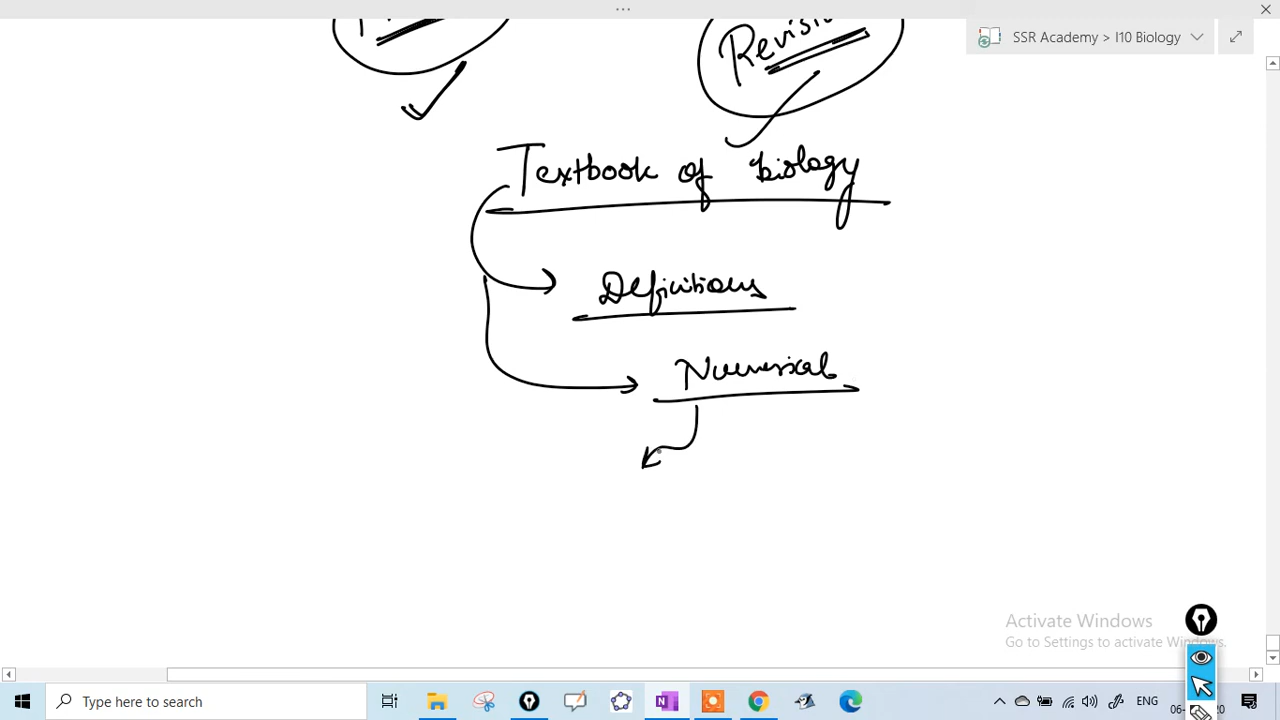 SSR Academy > I10 Biology
Revision
Textbook of biology
Definitions
Numerical
Activate Windows
Go to Settings to activate Windows.
Type here to search
ENG